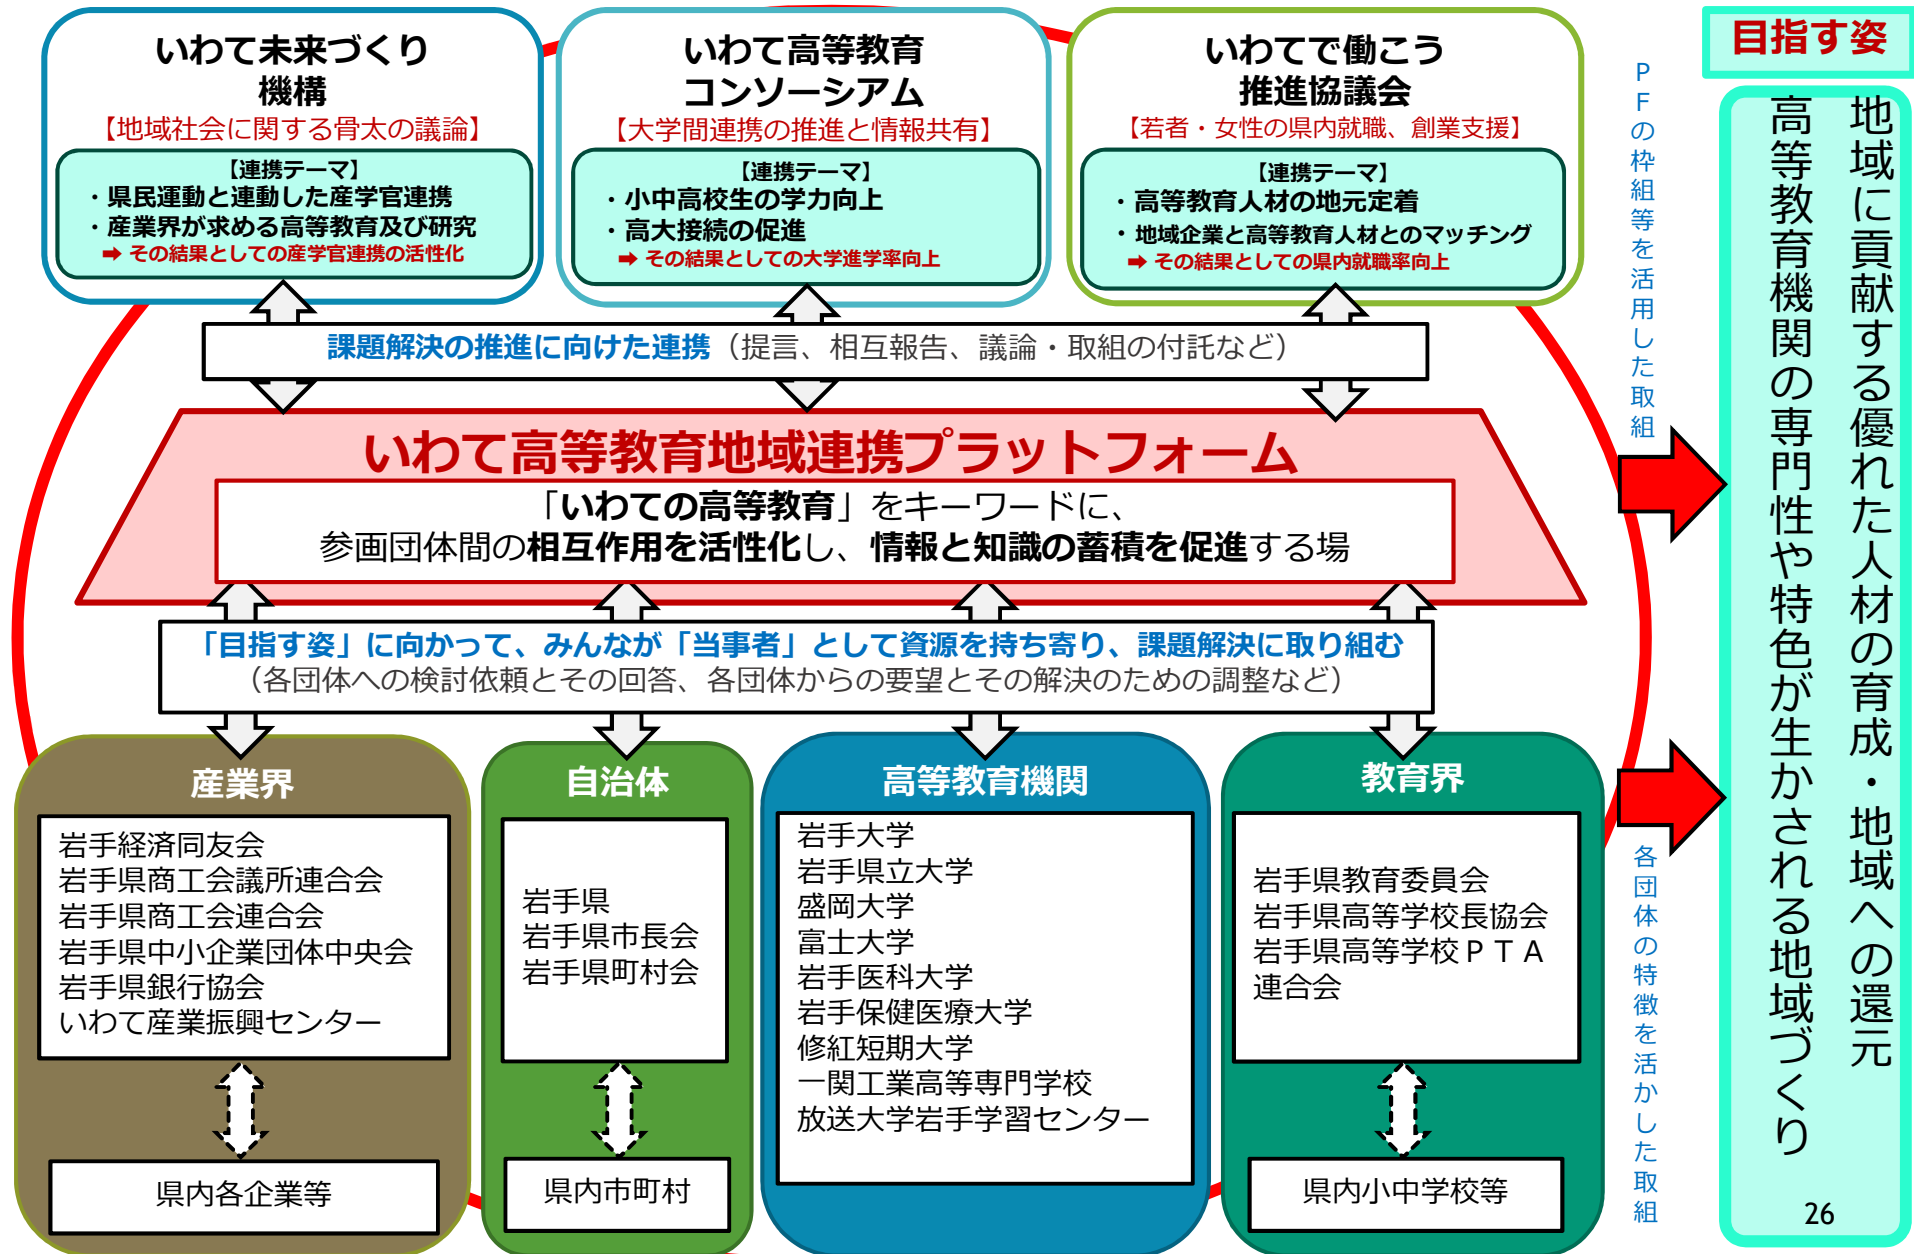 いわて未来づくり
機構
【地域社会に関する骨太の議論】
【連携テーマ】
・県民運動と連動した産学官連携
・産業界が求める高等教育及び研究
➡ その結果としての産学官連携の活性化
いわて高等教育
コンソーシアム
【大学間連携の推進と情報共有】
【連携テーマ】
・小中高校生の学力向上
・高大接続の促進
➡ その結果としての大学進学率向上
いわてで働こう
推進協議会
【若者・女性の県内就職、創業支援】
【連携テーマ】
・高等教育人材の地元定着
・地域企業と高等教育人材とのマッチング
➡ その結果としての県内就職率向上
課題解決の推進に向けた連携（提言、相互報告、議論・取組の付託など）
いわて高等教育地域連携プラットフォーム
「いわての高等教育」をキーワードに、
参画団体間の相互作用を活性化し、情報と知識の蓄積を促進する場
「目指す姿」に向かって、みんなが「当事者」として資源を持ち寄り、課題解決に取り組む
（各団体への検討依頼とその回答、各団体からの要望とその解決のための調整など）
産業界
岩手経済同友会
岩手県商工会議所連合会
岩手県商工会連合会
岩手県中小企業団体中央会
岩手県銀行協会
いわて産業振興センター
県内各企業等
自治体
岩手県
岩手県市長会
岩手県町村会
県内市町村
高等教育機関
岩手大学
岩手県立大学
盛岡大学
富士大学
岩手医科大学
岩手保健医療大学
修紅短期大学
一関工業高等専門学校
放送大学岩手学習センター
教育界
岩手県教育委員会
岩手県高等学校長協会
岩手県高等学校ＰＴＡ
連合会
県内小中学校等
ＰＦの枠組等を活用した取組
各団体の特徴を活かした取組
目指す姿
地域に貢献する優れた人材の育成・地域への還元
高等教育機関の専門性や特色が生かされる地域づくり
26